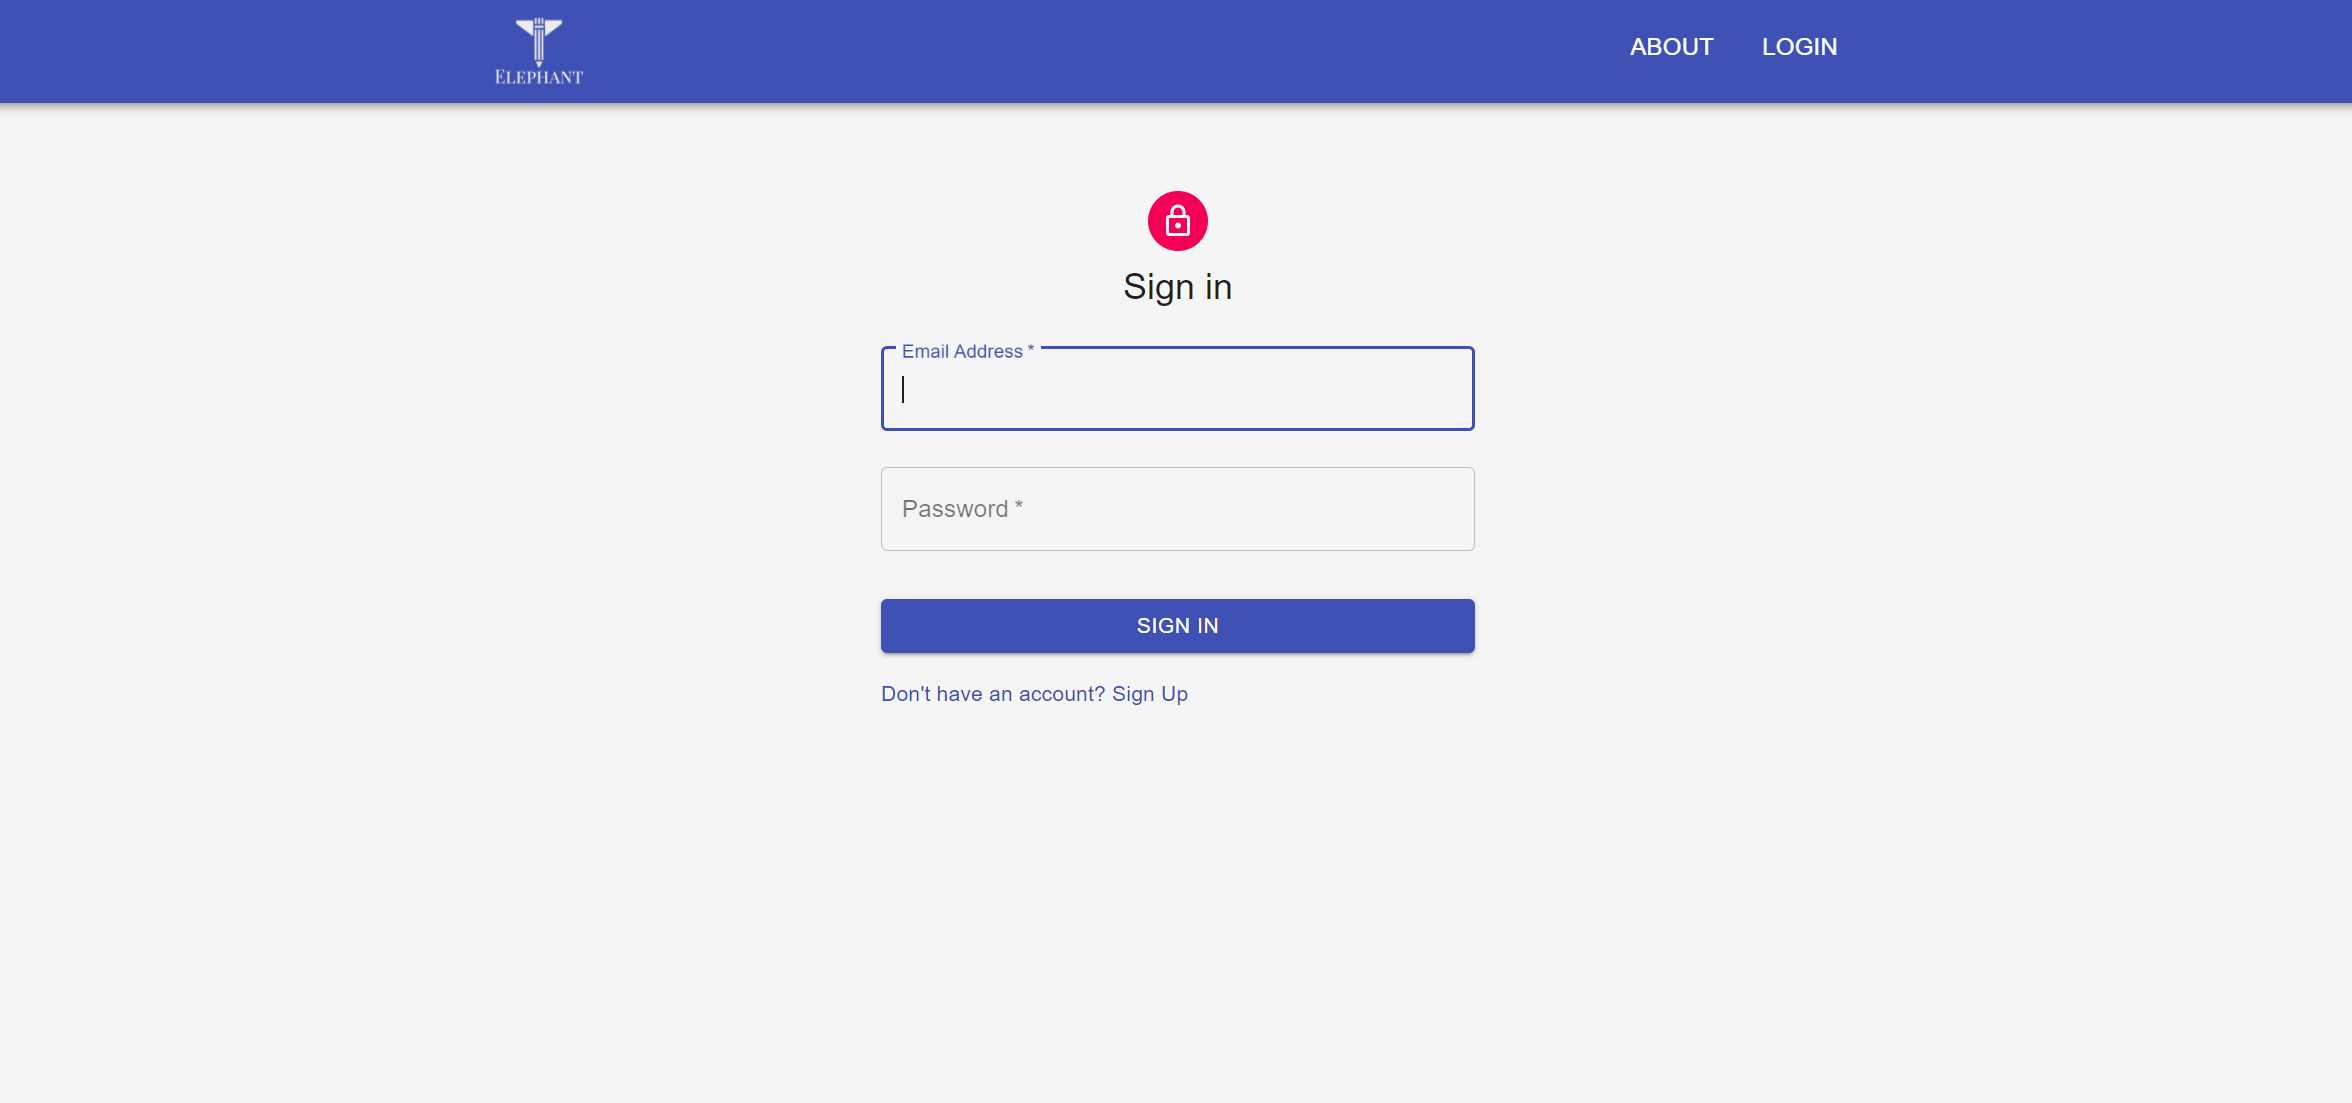 ELEPHANT
ABOUT LOGIN
Sign in
Email Address *
Password *
SIGN IN
Don't have an account? Sign Up